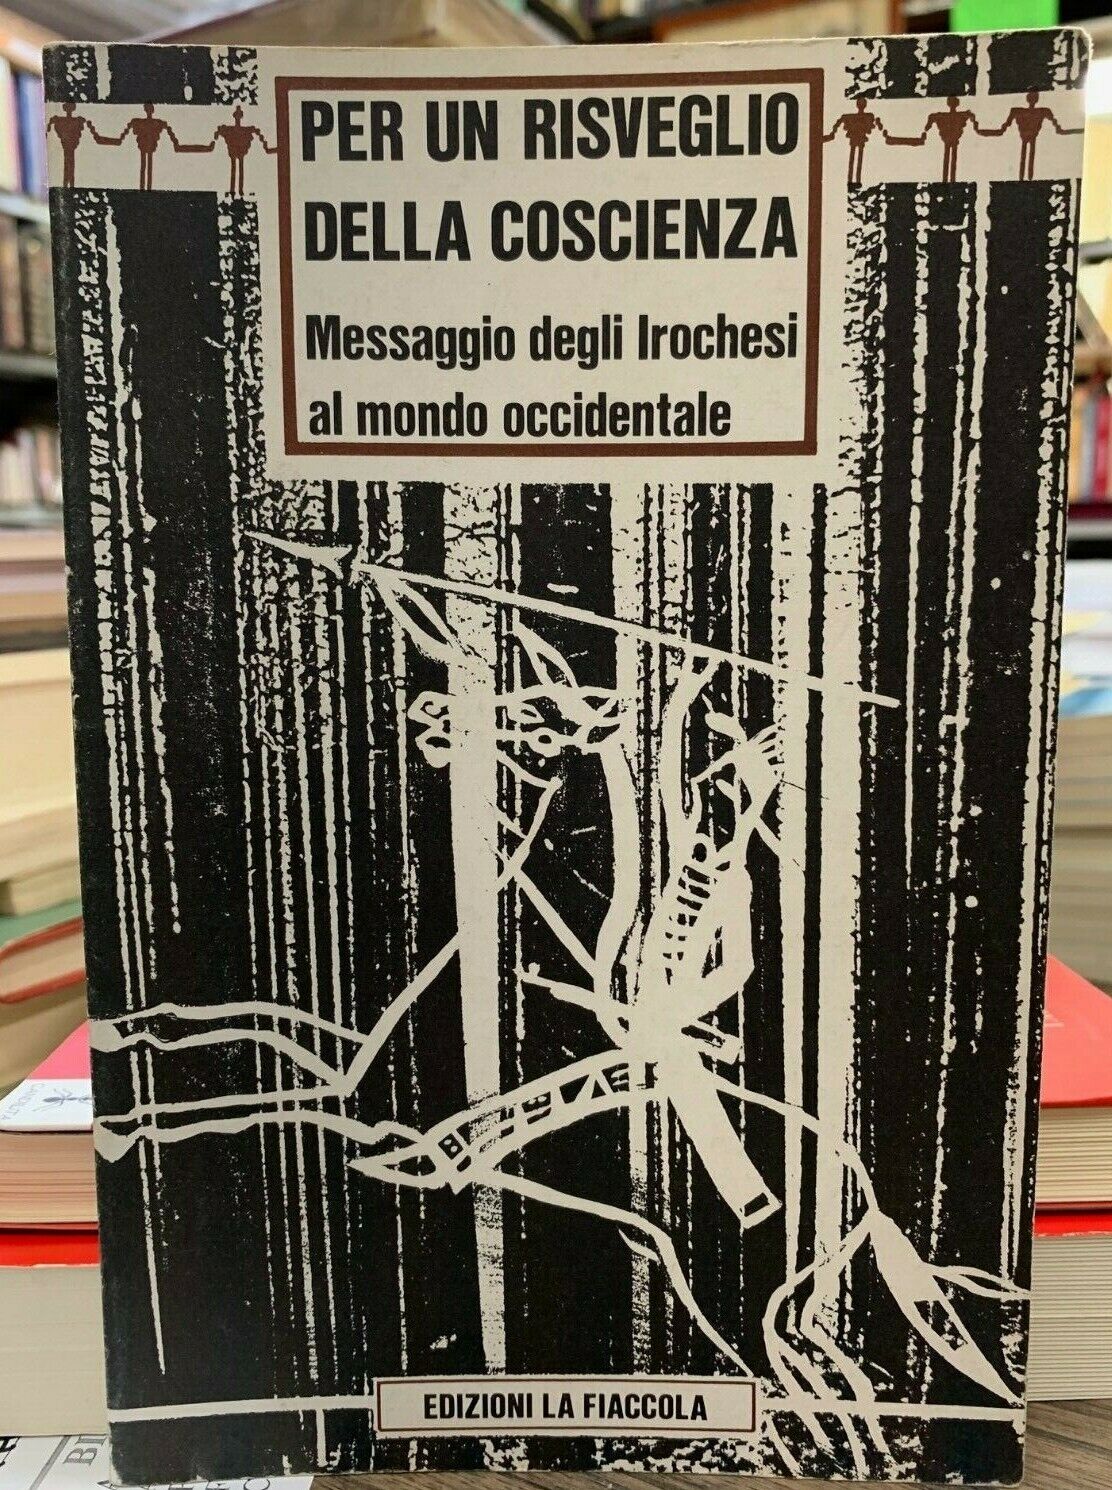 PER UN RISVEGLIO
DELLA COSCIENZA
Messaggio degli Irochesi
al mondo occidentale
EDIZIONI LA FIACCOLA